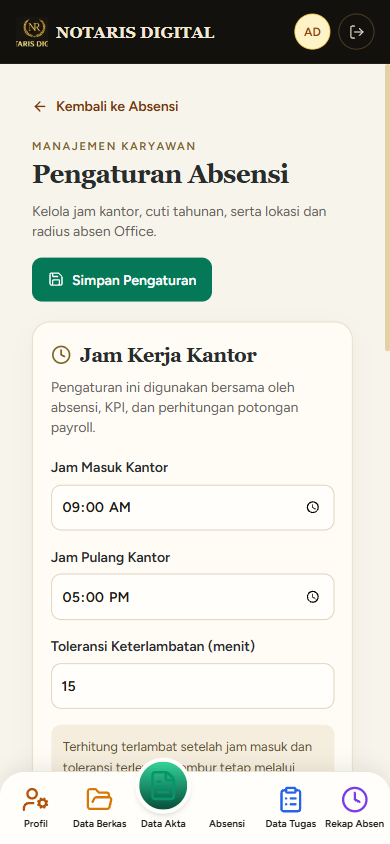 NOTARIS DIGITAL
AD
Kembali ke Absensi
MANAJEMEN KARYAWAN
Pengaturan Absensi
Kelola jam kantor, cuti tahunan, serta lokasi dan
radius absen Office.
Simpan Pengaturan
Jam Kerja Kantor
Pengaturan ini digunakan bersama oleh
absensi, KPI, dan perhitungan potongan
payroll.
Jam Masuk Kantor
09:00 AM
Jam Pulang Kantor
05:00 PM
Toleransi Keterlambatan (menit)
15
Terhitung terlambat setelah jam masuk dan
toleransi tetap melalui
Profil
Data Berkas
Data Akta
Absensi
Data Tugas
Rekap Absen